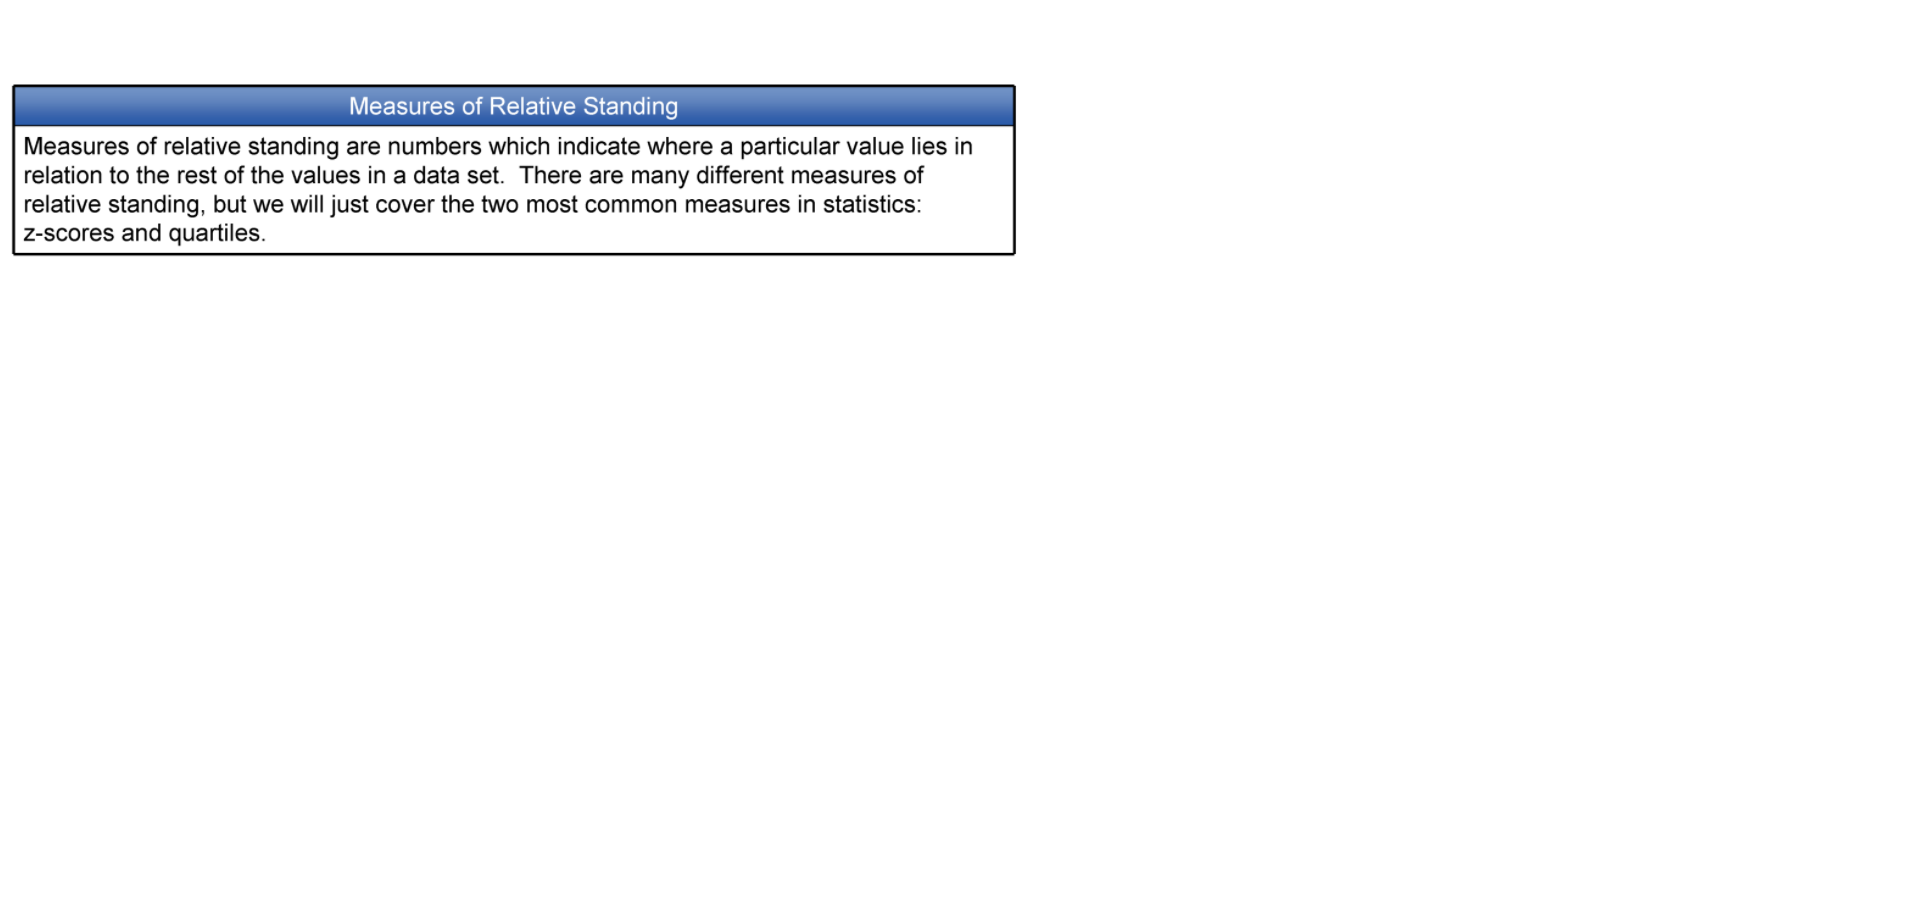 Measures of Relative Standing
Measures of relative standing are numbers which indicate where a particular value lies in
relation to the rest of the values in a data set.  There are many different measures of
relative standing, but we will just cover the two most common measures in statistics:
z-scores and quartiles.